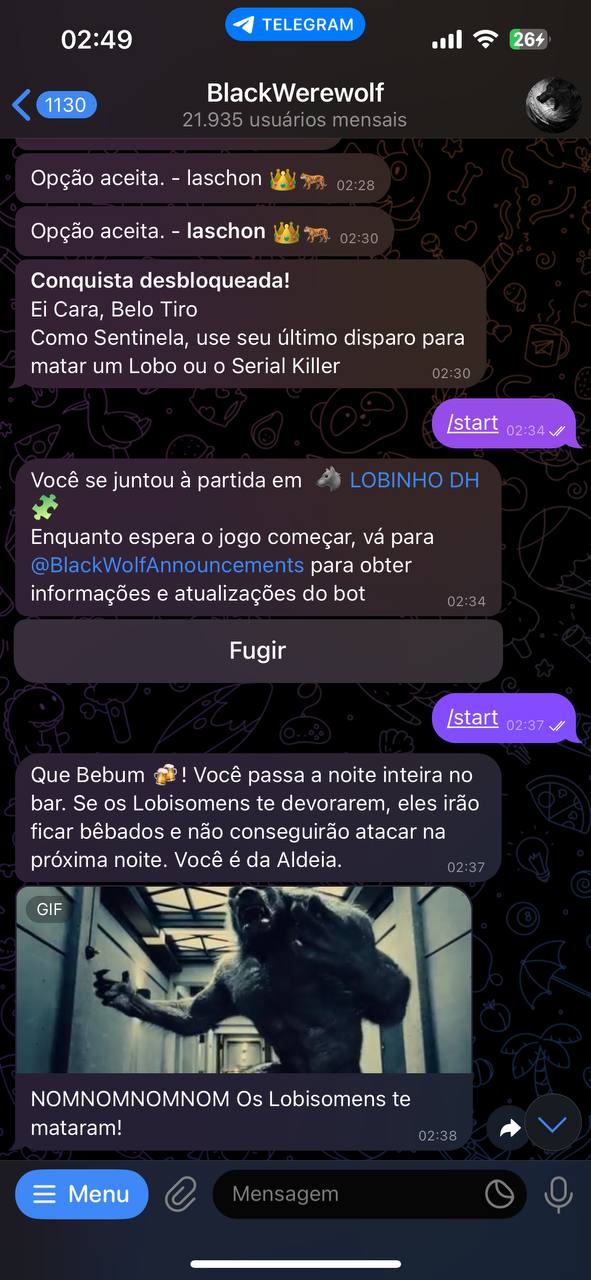 02:49
TELEGRAM
26
1130
BlackWerewolf
21.935 usuários mensais
Opção aceita. - laschon 👑🐅 02:28
Opção aceita. - laschon 👑🐅 02:30
Conquista desbloqueada!
Ei Cara, Belo Tiro
Como Sentinela, use seu último disparo para
matar um Lobo ou o Serial Killer
02:30
/start 02:34
Você se juntou à partida em 🐺 LOBINHO DH
🧩
Enquanto espera o jogo começar, vá para
@BlackWolfAnnouncements para obter
informações e atualizações do bot
02:34
Fugir
/start 02:37
Que Bebum 🍻! Você passa a noite inteira no
bar. Se os Lobisomens te devorarem, eles irão
ficar bêbados e não conseguirão atacar na
próxima noite. Você é da Aldeia.
02:37
GIF
NOMNOMNOMNOM Os Lobisomens te
mataram!
02:38
Menu
Mensagem